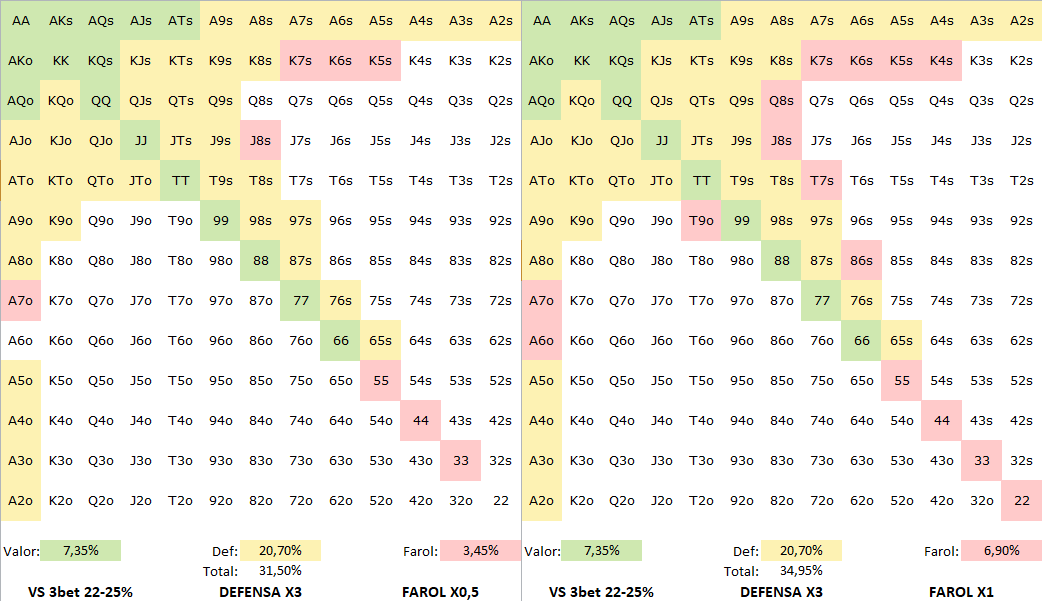 AA AKs AQs AJs ATs A9s A8s A7s A6s A5s A4s A3s A2s AA AKs AQs AJs ATs A9s A8s A7s A6s A5s A4s A3s A2s
AKo KK KQs KJs KTs K9s K8s K7s K6s K5s K4s K3s K2s AKo KK KQs KJs KTs K9s K8s K7s K6s K5s K4s K3s K2s
AQo KQo QQ QJs QTs Q9s Q8s Q7s Q6s Q5s Q4s Q3s Q2s AQo KQo QQ QJs QTs Q9s Q8s Q7s Q6s Q5s Q4s Q3s Q2s
AJo KJo QJo JJ JTs J9s J8s J7s J6s J5s J4s J3s J2s AJo KJo QJo JJ JTs J9s J8s J7s J6s J5s J4s J3s J2s
ATo KTo QTo JTo TT T9s T8s T7s T6s T5s T4s T3s T2s ATo KTo QTo JTo TT T9s T8s T7s T6s T5s T4s T3s T2s
A9o K9o Q9o J9o T9o 99 98s 97s 96s 95s 94s 93s 92s A9o K9o Q9o J9o T9o 99 98s 97s 96s 95s 94s 93s 92s
A8o K8o Q8o J8o T8o 98o 88 87s 86s 85s 84s 83s 82s A8o K8o Q8o J8o T8o 98o 88 87s 86s 85s 84s 83s 82s
A7o K7o Q7o J7o T7o 97o 87o 77 76s 75s 74s 73s 72s A7o K7o Q7o J7o T7o 97o 87o 77 76s 75s 74s 73s 72s
A6o K6o Q6o J6o T6o 96o 86o 76o 66 65s 64s 63s 62s A6o K6o Q6o J6o T6o 96o 86o 76o 66 65s 64s 63s 62s
A5o K5o Q5o J5o T5o 95o 85o 75o 65o 55 54s 53s 52s A5o K5o Q5o J5o T5o 95o 85o 75o 65o 55 54s 53s 52s
A4o K4o Q4o J4o T4o 94o 84o 74o 64o 54o 44 43s 42s A4o K4o Q4o J4o T4o 94o 84o 74o 64o 54o 44 43s 42s
A3o K3o Q3o J3o T3o 93o 83o 73o 63o 53o 43o 33 32s A3o K3o Q3o J3o T3o 93o 83o 73o 63o 53o 43o 33 32s
A2o K2o Q2o J2o T2o 92o 82o 72o 62o 52o 42o 32o 22 A2o K2o Q2o J2o T2o 92o 82o 72o 62o 52o 42o 32o 22
Valor: 7,35% Def: 20,70% Farol: 3,45% Valor: 7,35% Def: 20,70% Farol: 6,90%
Total: 31,50% Total: 34,95%
VS 3bet 22-25% DEFENSA X3 FAROL X0,5 VS 3bet 22-25% DEFENSA X3 FAROL X1